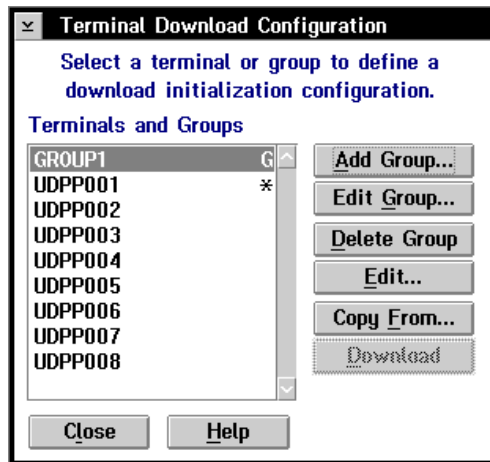 Terminal Download Configuration
Select a terminal or group to define a
download initialization configuration.
Terminals and Groups
GROUP1 G
UDPP001 *
UDPP002
UDPP003
UDPP004
UDPP005
UDPP006
UDPP007
UDPP008
Add Group...
Edit Group...
Delete Group
Edit...
Copy From...
Download
Close
Help